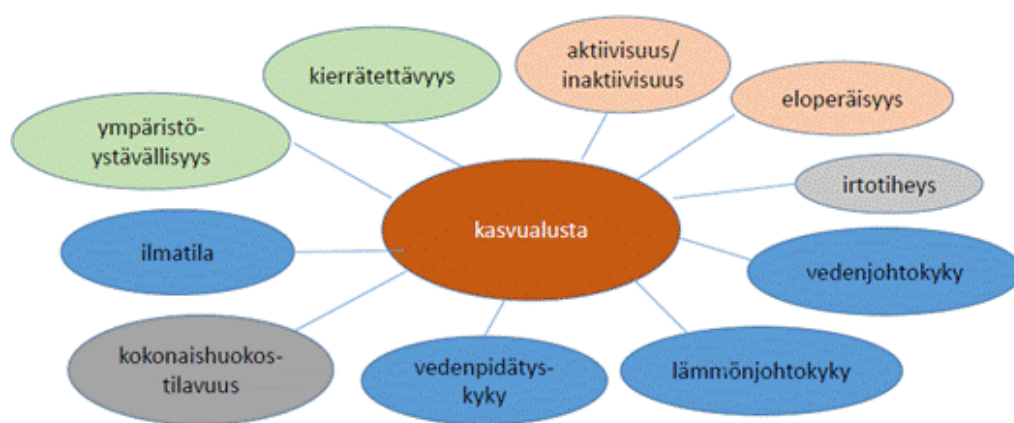 kierrätettävyys
aktiivisuus/
inaktiivisuus
eloperäisyys
ympäristö-
ystävällisyys
irtotiheys
kasvualusta
ilmatila
vedenjohtokyky
kokonaishuokos-
tilavuus
vedenpidätys-
kyky
lämmönjohtokyky